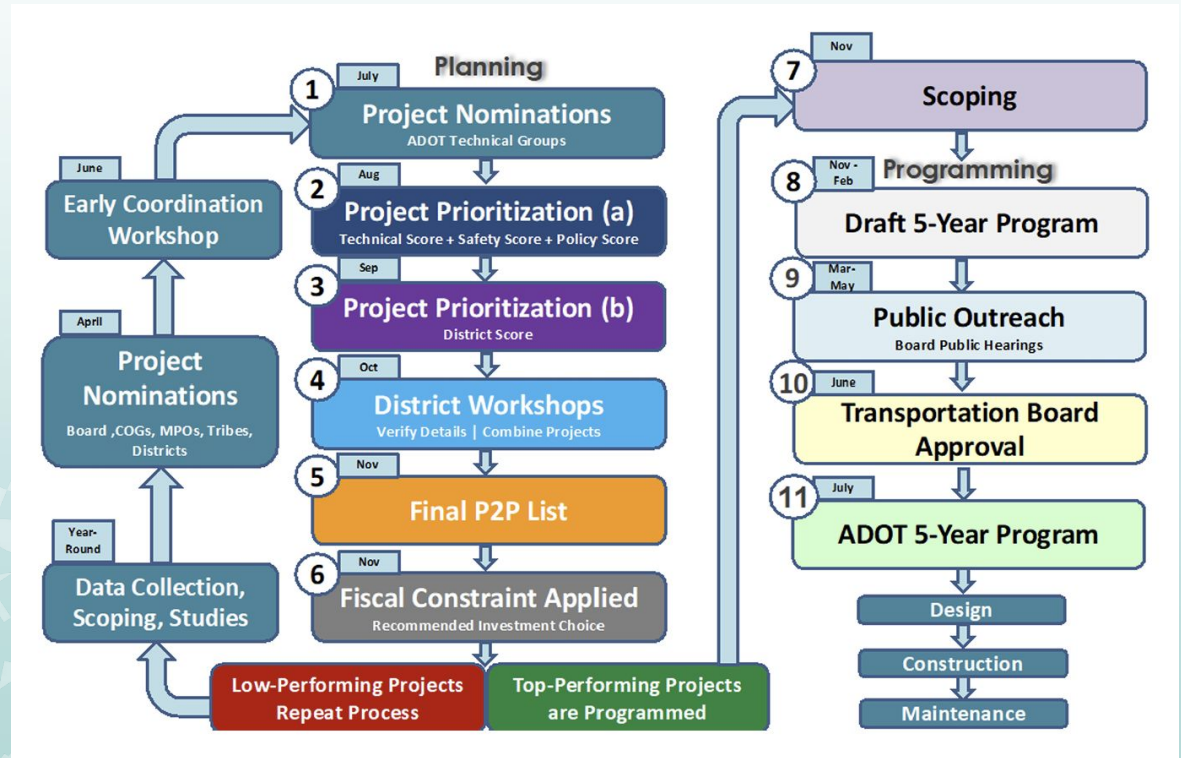 Planning
July
1
Project Nominations
ADOT Technical Groups
Aug
2
Project Prioritization (a)
Technical Score + Safety Score + Policy Score
Sep
3
Project Prioritization (b)
District Score
Oct
4
District Workshops
Verify Details | Combine Projects
Nov
5
Final P2P List
Nov
6
Fiscal Constraint Applied
Recommended Investment Choice
Low-Performing Projects
Repeat Process
Top-Performing Projects
are Programmed
Year-
Round
Data Collection,
Scoping, Studies
April
Project
Nominations
Board ,COGs, MPOs, Tribes,
Districts
June
Early Coordination
Workshop
Nov
7
Scoping
Programming
Nov -
Feb
8
Draft 5-Year Program
Mar-
May
9
Public Outreach
Board Public Hearings
June
10
Transportation Board
Approval
July
11
ADOT 5-Year Program
Design
Construction
Maintenance